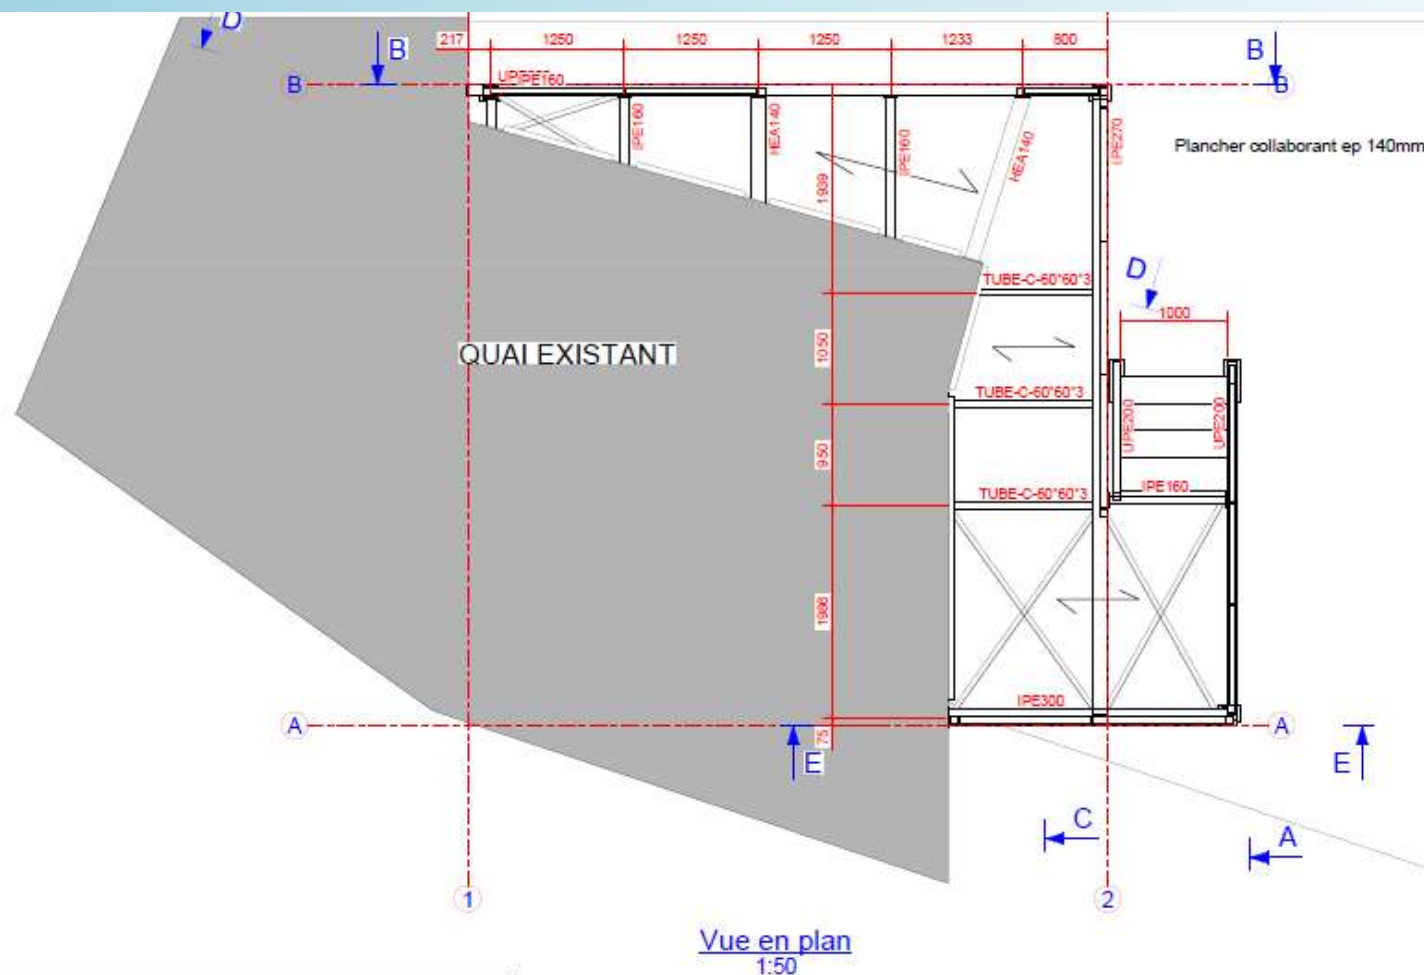 D
217 1250 1250 1250 1233 800
B B
B IPE160 B
IPE160
HEA140
IPE160
HEA140
IPE270
Plancher collaborant ep 140mm
1939
D
TUBE-C-60*60*3
1000
QUAI EXISTANT
1050
TUBE-C-60*60*3
UPE200
UPE200
950
TUBE-C-60*60*3
IPE160
1986
IPE300
A A
75
E E
C
A
1 2
Vue en plan
1:50